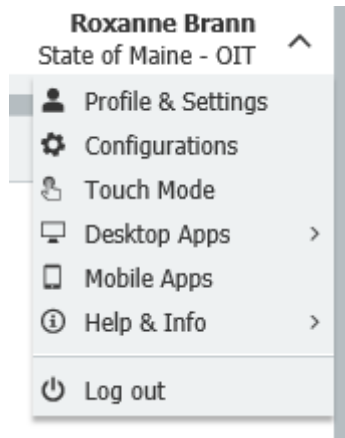 Roxanne Brann
State of Maine - OIT
Profile & Settings
Configurations
Touch Mode
Desktop Apps
Mobile Apps
Help & Info
Log out